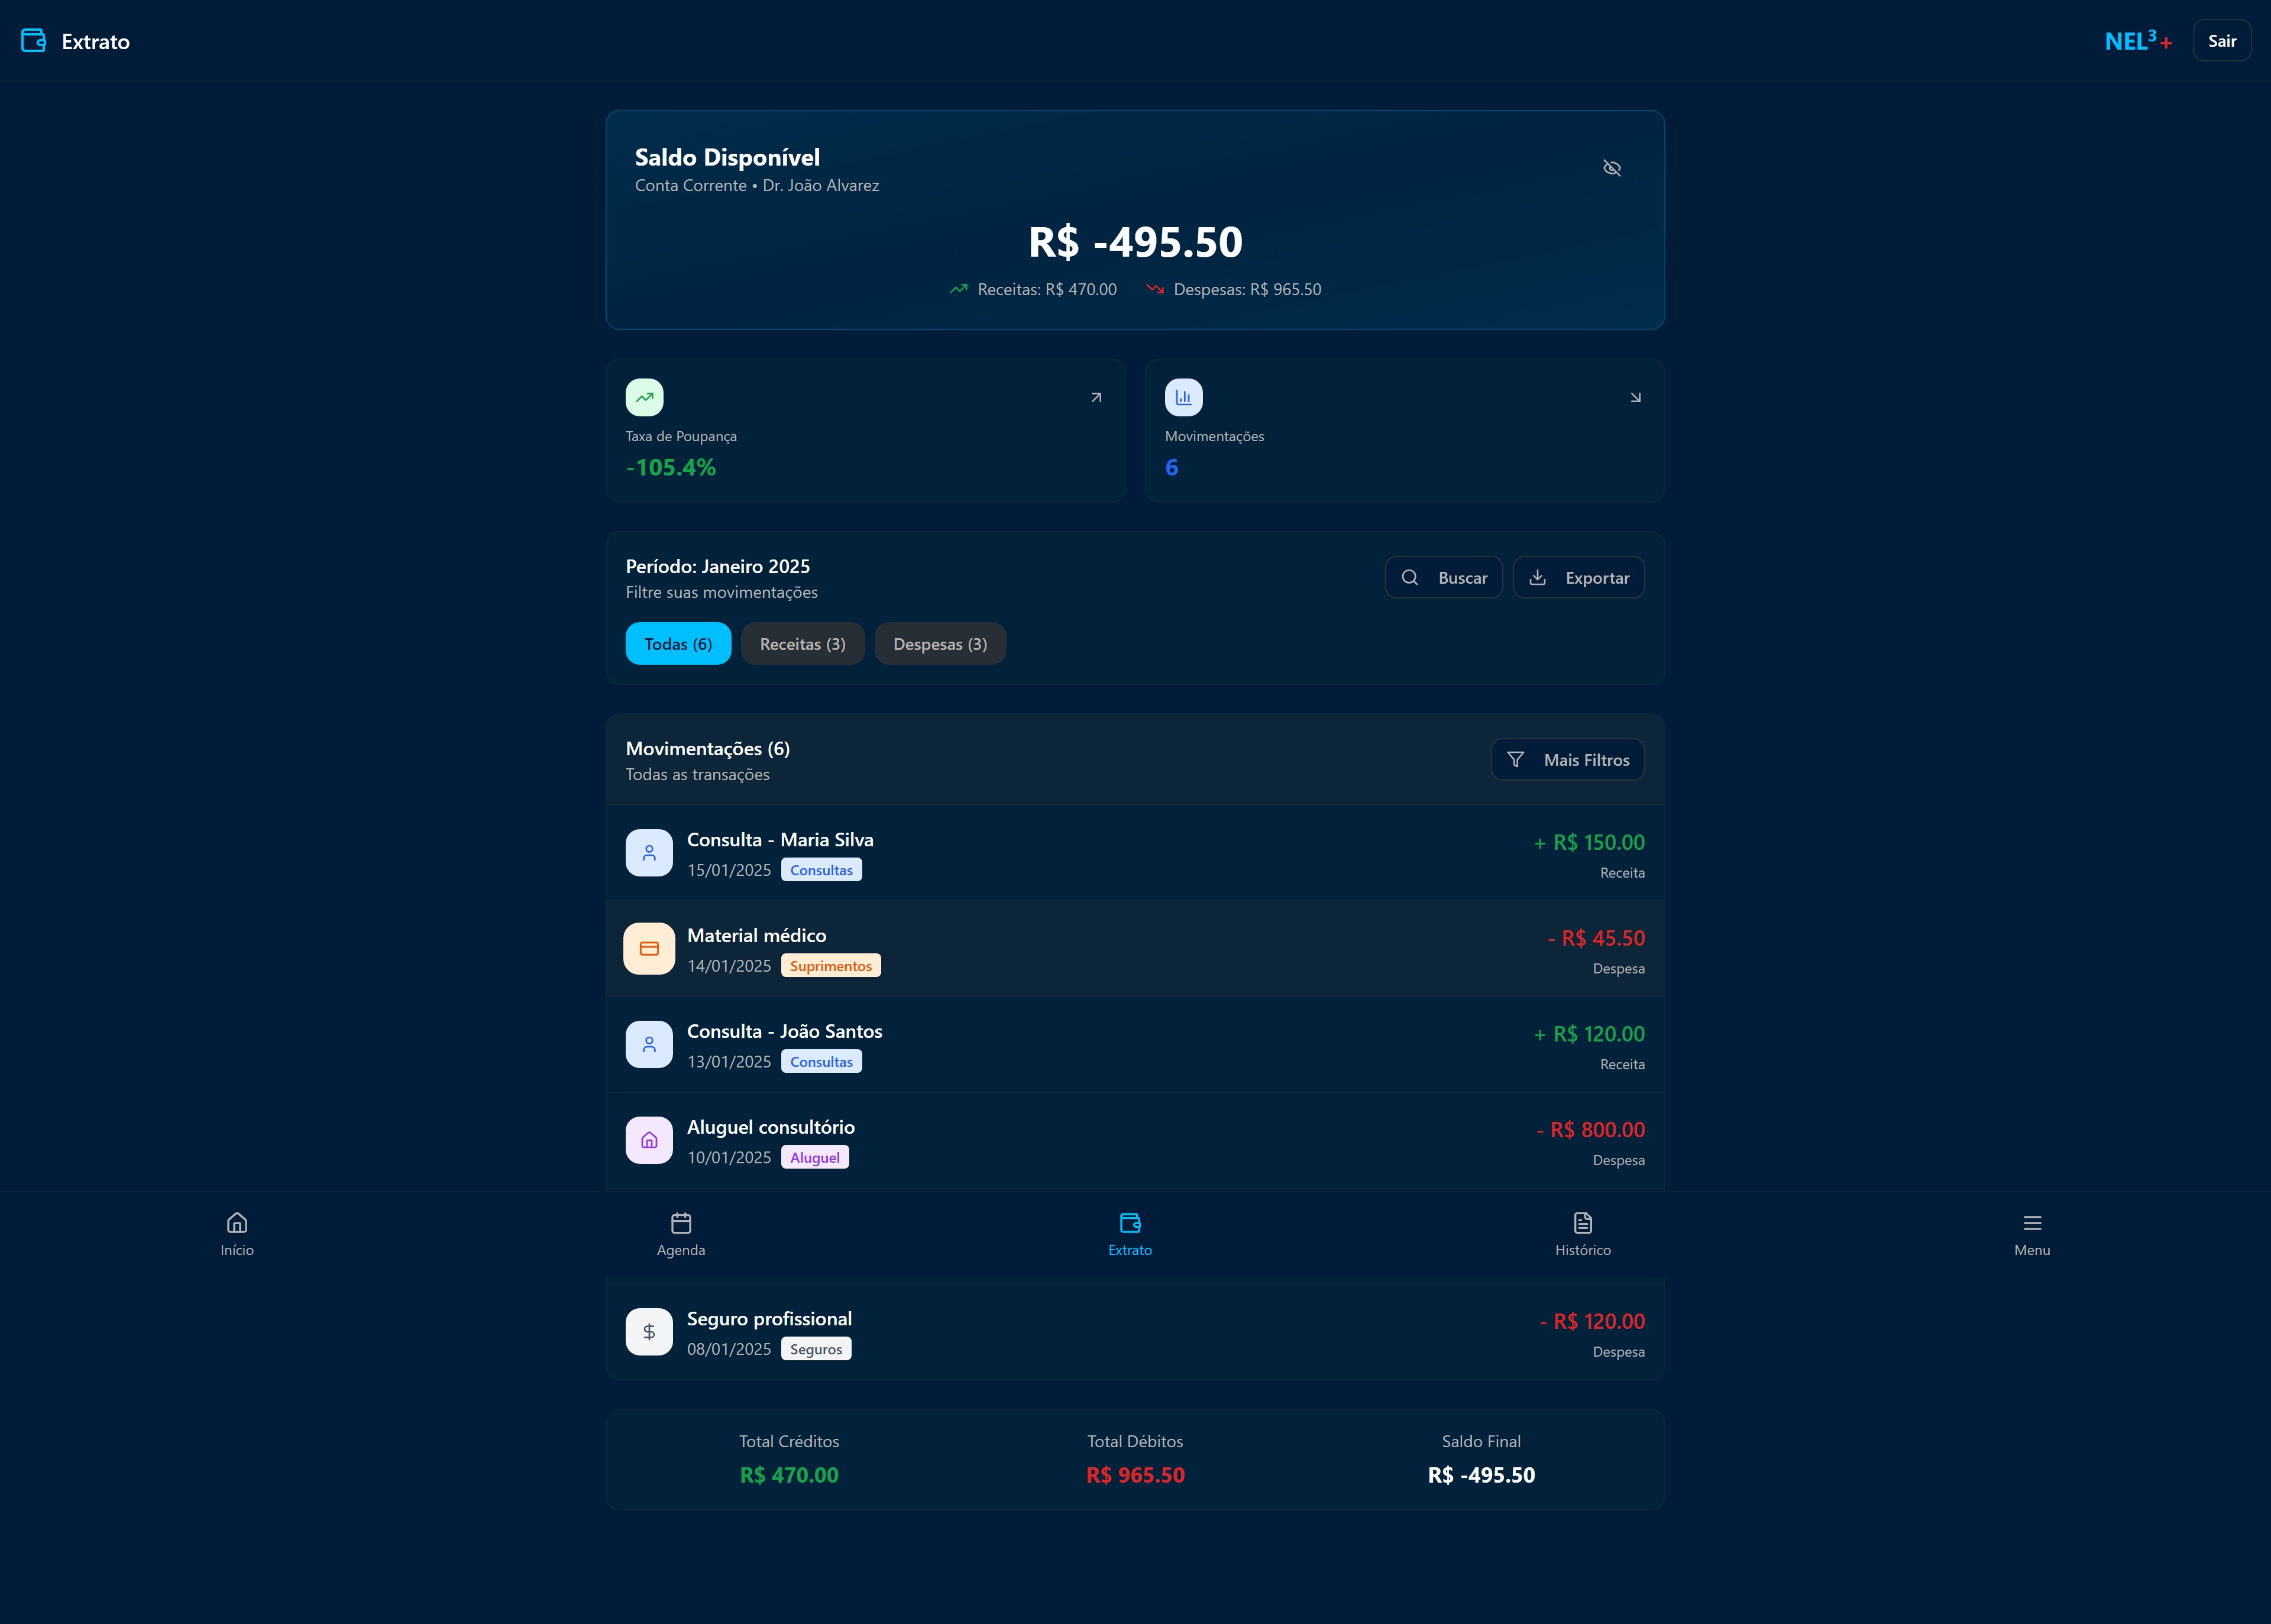 Extrato
NEL³+
Sair
Saldo Disponível
Conta Corrente • Dr. João Alvarez
R$ -495.50
Receitas: R$ 470.00
Despesas: R$ 965.50
Taxa de Poupança
-105.4%
Movimentações
6
Período: Janeiro 2025
Filtre suas movimentações
Buscar
Exportar
Todas (6)
Receitas (3)
Despesas (3)
Movimentações (6)
Todas as transações
Mais Filtros
Consulta - Maria Silva
+ R$ 150.00
15/01/2025 Consultas
Receita
Material médico
- R$ 45.50
14/01/2025 Suprimentos
Despesa
Consulta - João Santos
+ R$ 120.00
13/01/2025 Consultas
Receita
Aluguel consultório
- R$ 800.00
10/01/2025 Aluguel
Despesa
Início
Agenda
Extrato
Histórico
Menu
Seguro profissional
- R$ 120.00
08/01/2025 Seguros
Despesa
Total Créditos
R$ 470.00
Total Débitos
R$ 965.50
Saldo Final
R$ -495.50